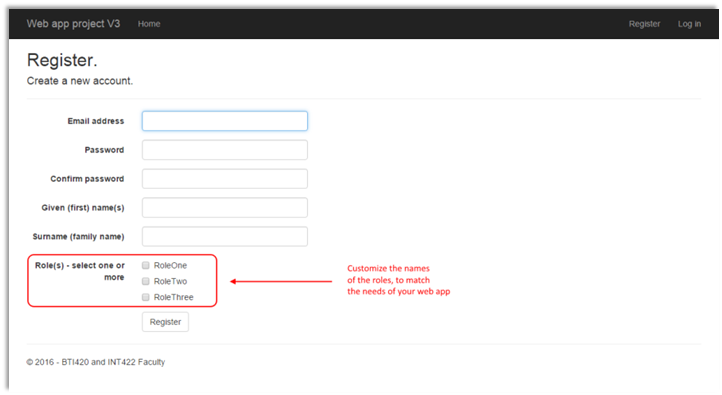 Web app project V3 Home Register Log in
Register.
Create a new account.
Email address
Password
Confirm password
Given (first) name(s)
Surname (family name)
Role(s) - select one or
more
RoleOne
RoleTwo
RoleThree
Customize the names
of the roles, to match
the needs of your web app
Register
© 2016 - BTI420 and INT422 Faculty